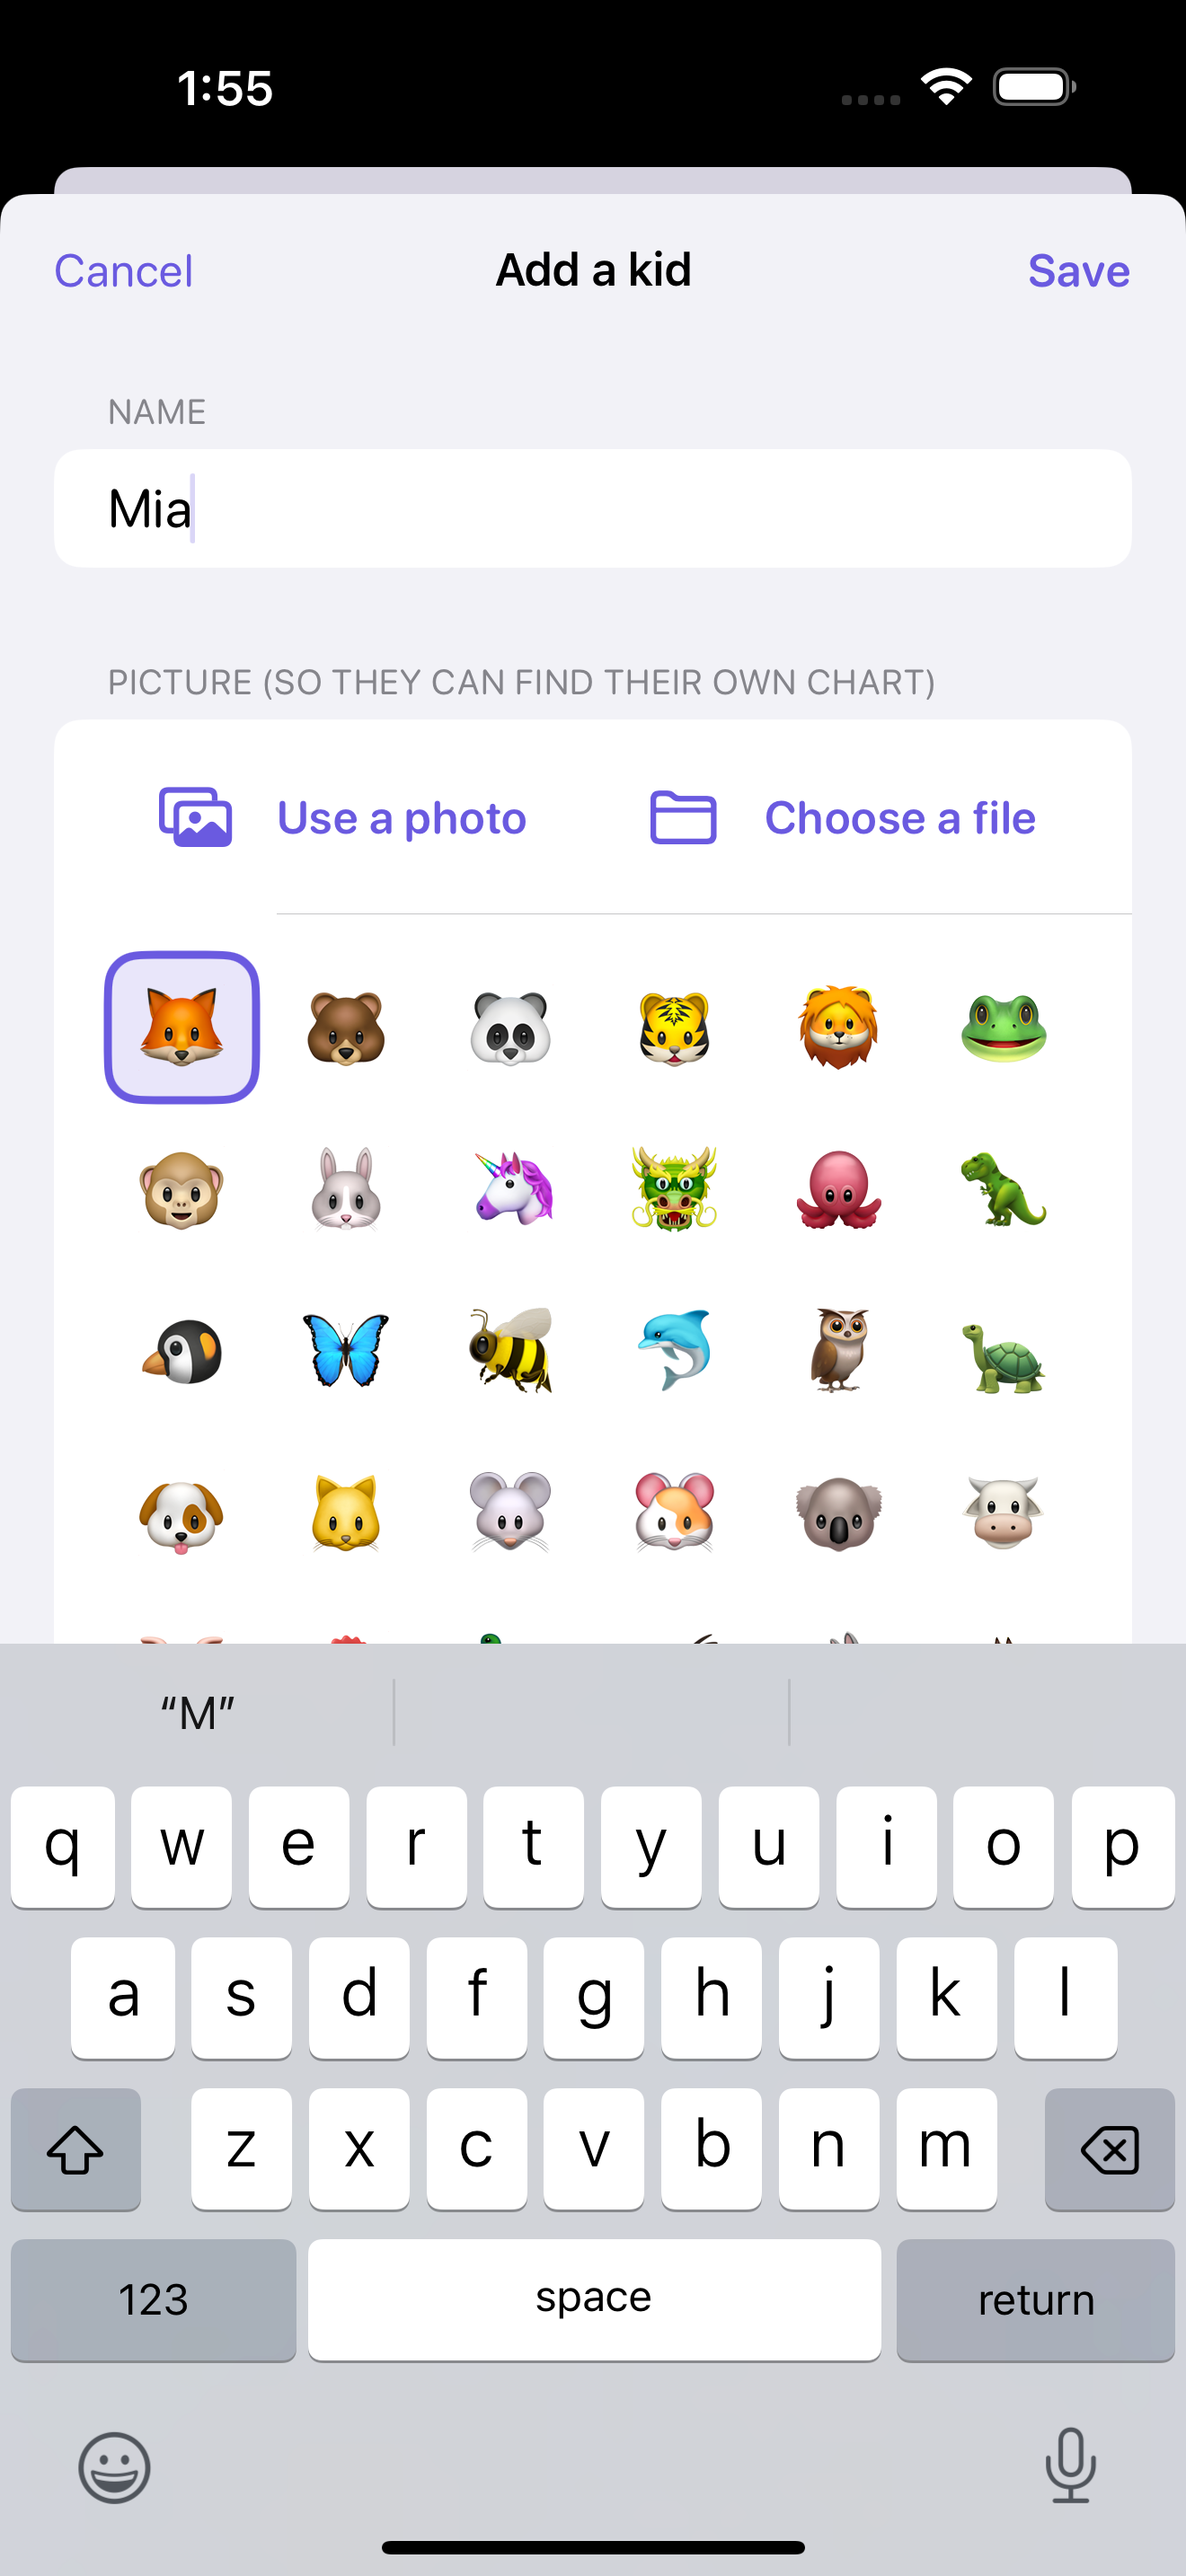 1:55
Cancel Add a kid Save
NAME
Mia
PICTURE (SO THEY CAN FIND THEIR OWN CHART)
Use a photo Choose a file
“M”
q w e r t y u i o p
a s d f g h j k l
z x c v b n m
123 space return